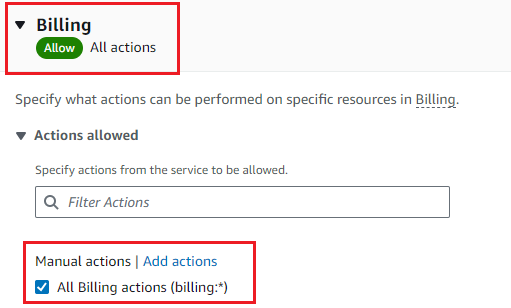 Billing
Allow All actions
Specify what actions can be performed on specific resources in Billing.
Actions allowed
Specify actions from the service to be allowed.
Filter Actions
Manual actions | Add actions
All Billing actions (billing:*)